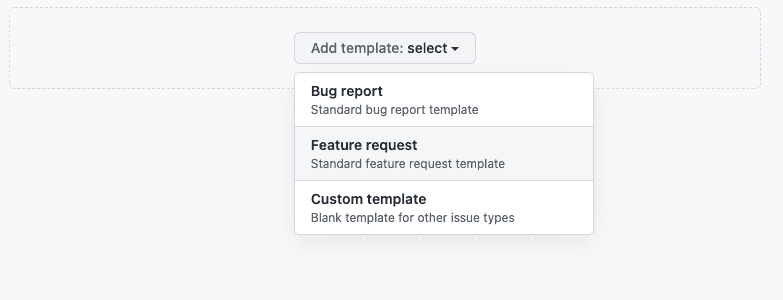 Add template: select
Bug report
Standard bug report template
Feature request
Standard feature request template
Custom template
Blank template for other issue types